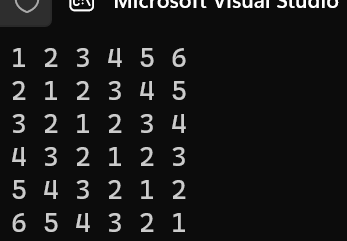 Microsoft Visual Studio
1 2 3 4 5 6
2 1 2 3 4 5
3 2 1 2 3 4
4 3 2 1 2 3
5 4 3 2 1 2
6 5 4 3 2 1